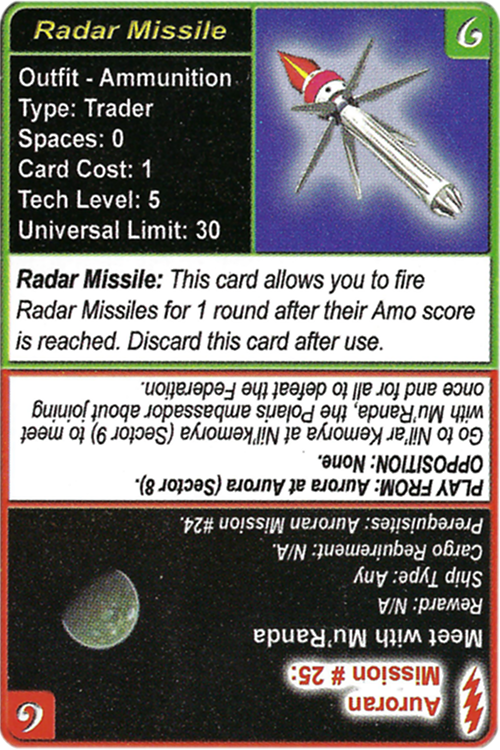 Radar Missile
G
Outfit - Ammunition
Type: Trader
Spaces: 0
Card Cost: 1
Tech Level: 5
Universal Limit: 30
Radar Missile: This card allows you to fire
Radar Missiles for 1 round after their Amo score
is reached. Discard this card after use.
Auroran
Mission # 25:
Meet with Mu'Randa
Reward: N/A
Ship Type: Any
Cargo Requirement: N/A.
Prerequisites: Auroran Mission #24.
PLAY FROM: Aurora at Aurora (Sector 8).
OPPOSITION: None.
Go to Nil'ar Kemorya at Nil'kemorya (Sector 9) to meet
with Mu'Randa, the Polaris ambassador about joining
once and for all to defeat the Federation.
G